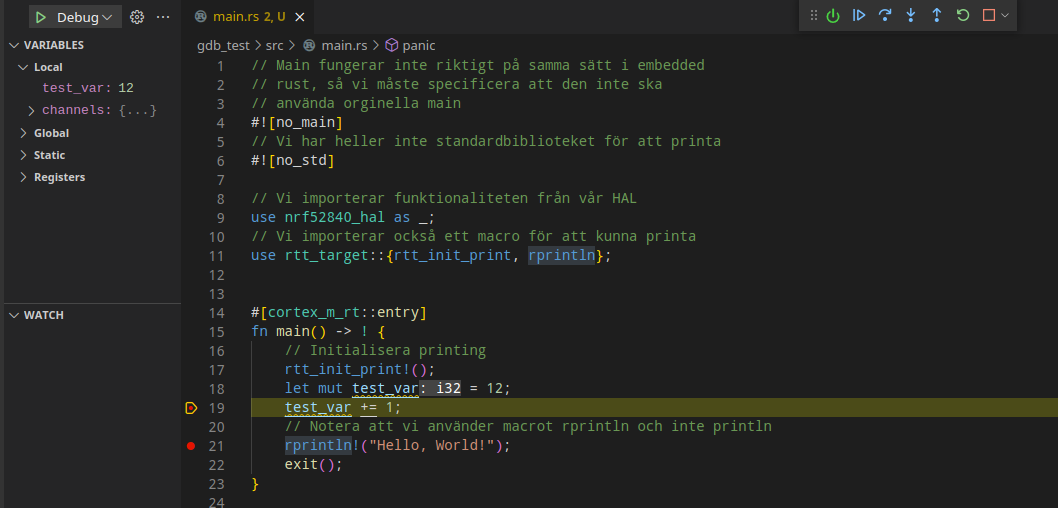 Debug
main.rs 2, U
VARIABLES
Local
test_var: 12
channels: {...}
Global
Static
Registers
WATCH
gdb_test > src > main.rs > panic
1 // Main fungerar inte riktigt på samma sätt i embedded
2 // rust, så vi måste specificera att den inte ska
3 // använda orginella main
4 #![no_main]
5 // Vi har heller inte standardbiblioteket för att printa
6 #![no_std]
7
8 // Vi importerar funktionaliteten från vår HAL
9 use nrf52840_hal as _;
10 // Vi importerar också ett macro för att kunna printa
11 use rtt_target::{rtt_init_print, rprintln};
12
13
14 #[cortex_m_rt::entry]
15 fn main() -> ! {
16 // Initialisera printing
17 rtt_init_print!();
18 let mut test_var: i32 = 12;
19 test_var += 1;
20 // Notera att vi använder macrot rprintln och inte println
21 rprintln!("Hello, World!");
22 exit();
23 }
24